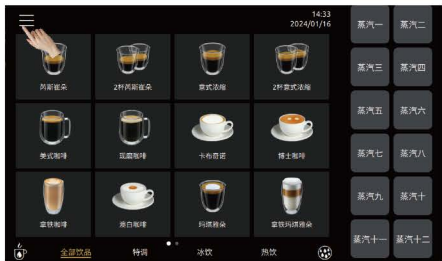 14:33
2024/01/16
芮斯崔朵
2杯芮斯崔朵
意式浓缩
2杯意式浓缩
美式咖啡
现磨咖啡
卡布奇诺
博士咖啡
拿铁咖啡
澳白咖啡
玛琪雅朵
拿铁玛琪雅朵
全部饮品
特调
冰饮
热饮
蒸汽一
蒸汽二
蒸汽三
蒸汽四
蒸汽五
蒸汽六
蒸汽七
蒸汽八
蒸汽九
蒸汽十
蒸汽十一
蒸汽十二